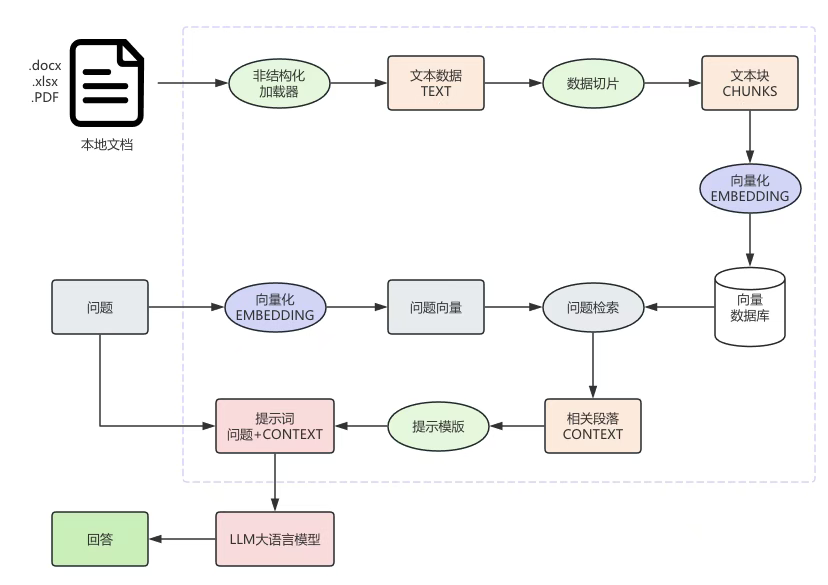 .docx
.xlsx
.PDF
本地文档
非结构化
加载器
文本数据
TEXT
数据切片
文本块
CHUNKS
向量化
EMBEDDING
向量
数据库
问题
向量化
EMBEDDING
问题向量
问题检索
相关段落
CONTEXT
提示模版
提示词
问题+CONTEXT
LLM大语言模型
回答